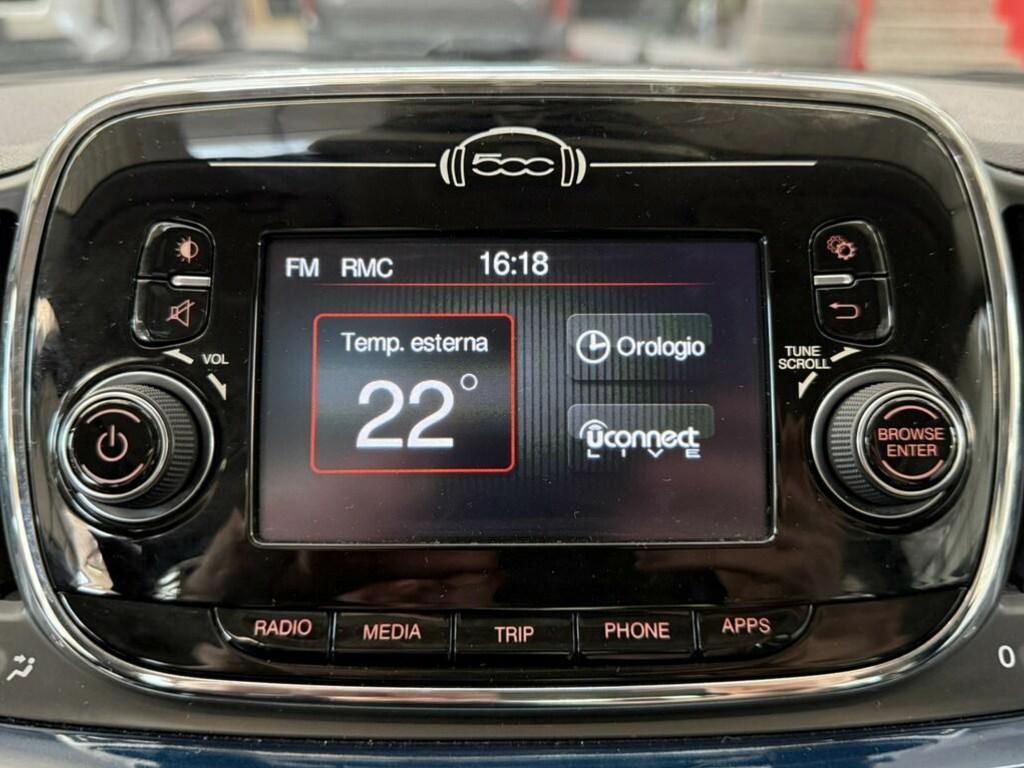 500
FM RMC 16:18
Temp. esterna
22°
Orologio
uconnect
LIVE
VOL
TUNE
SCROLL
BROWSE
ENTER
RADIO MEDIA TRIP PHONE APPS
0